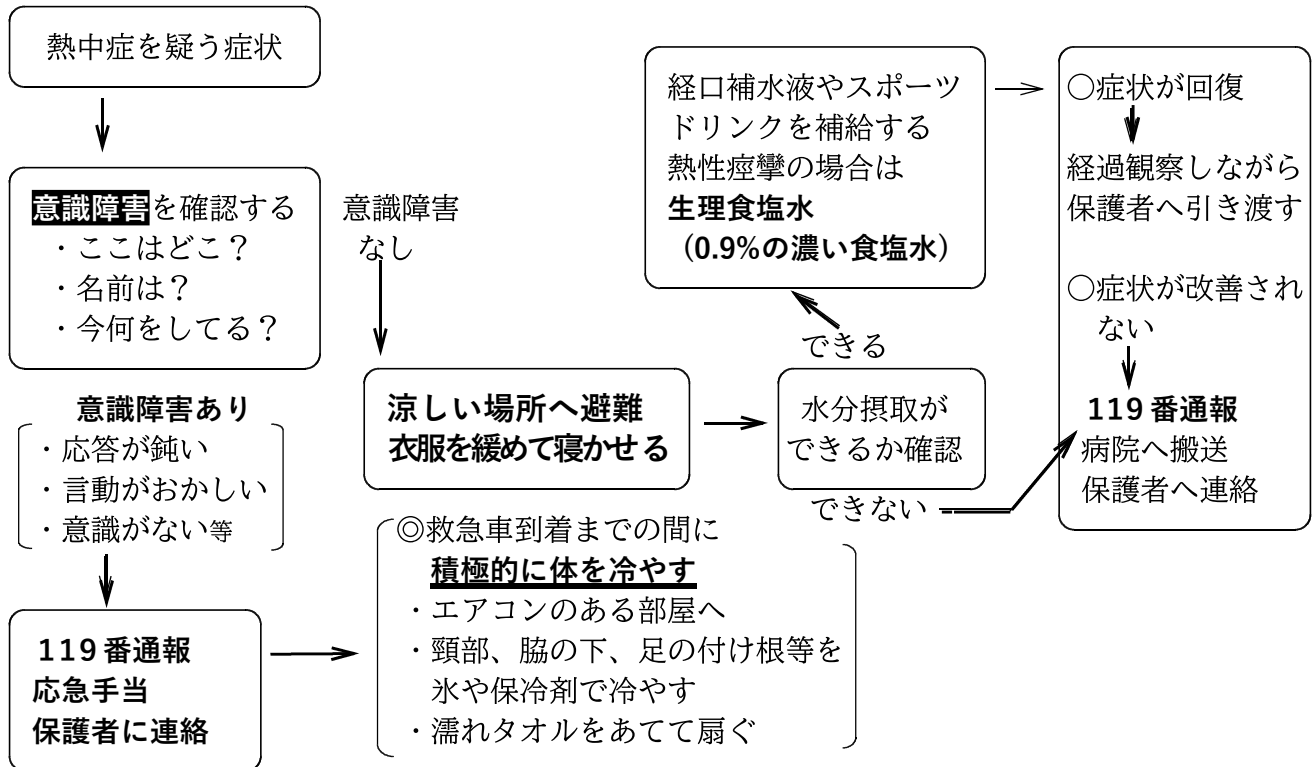 熱中症を疑う症状
意識障害を確認する
・ここはどこ？
・名前は？
・今何をしてる？
意識障害
なし
意識障害あり
・応答が鈍い
・言動がおかしい
・意識がない等
119番通報
応急手当
保護者に連絡
◎救急車到着までの間に
積極的に体を冷やす
・エアコンのある部屋へ
・頸部、脇の下、足の付け根等を
氷や保冷剤で冷やす
・濡れタオルをあてて扇ぐ
涼しい場所へ避難
衣服を緩めて寝かせる
水分摂取が
できるか確認
できる
できない
経口補水液やスポーツ
ドリンクを補給する
熱性痙攣の場合は
生理食塩水
（0.9%の濃い食塩水）
○症状が回復
経過観察しながら
保護者へ引き渡す
○症状が改善され
ない
119番通報
病院へ搬送
保護者へ連絡